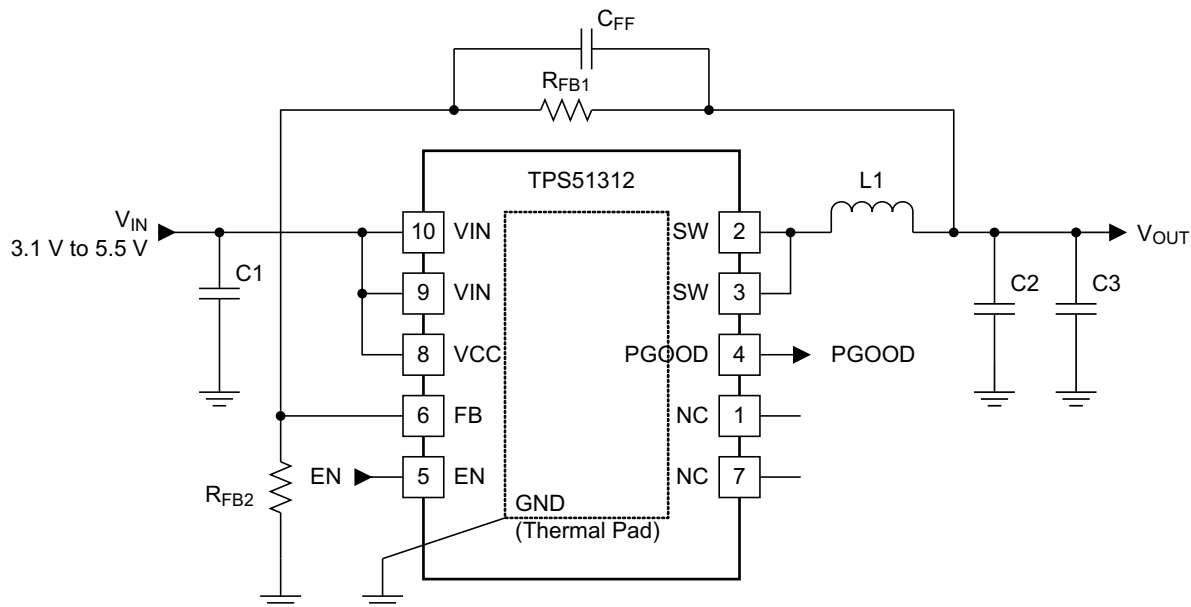 CFF
RFB1
TPS51312
L1
VIN
3.1 V to 5.5 V
10 VIN
SW 2
VOUT
C1
9 VIN
SW 3
C2
C3
8 VCC
PGOOD 4
PGOOD
6 FB
NC 1
EN
5 EN
NC 7
RFB2
GND
(Thermal Pad)